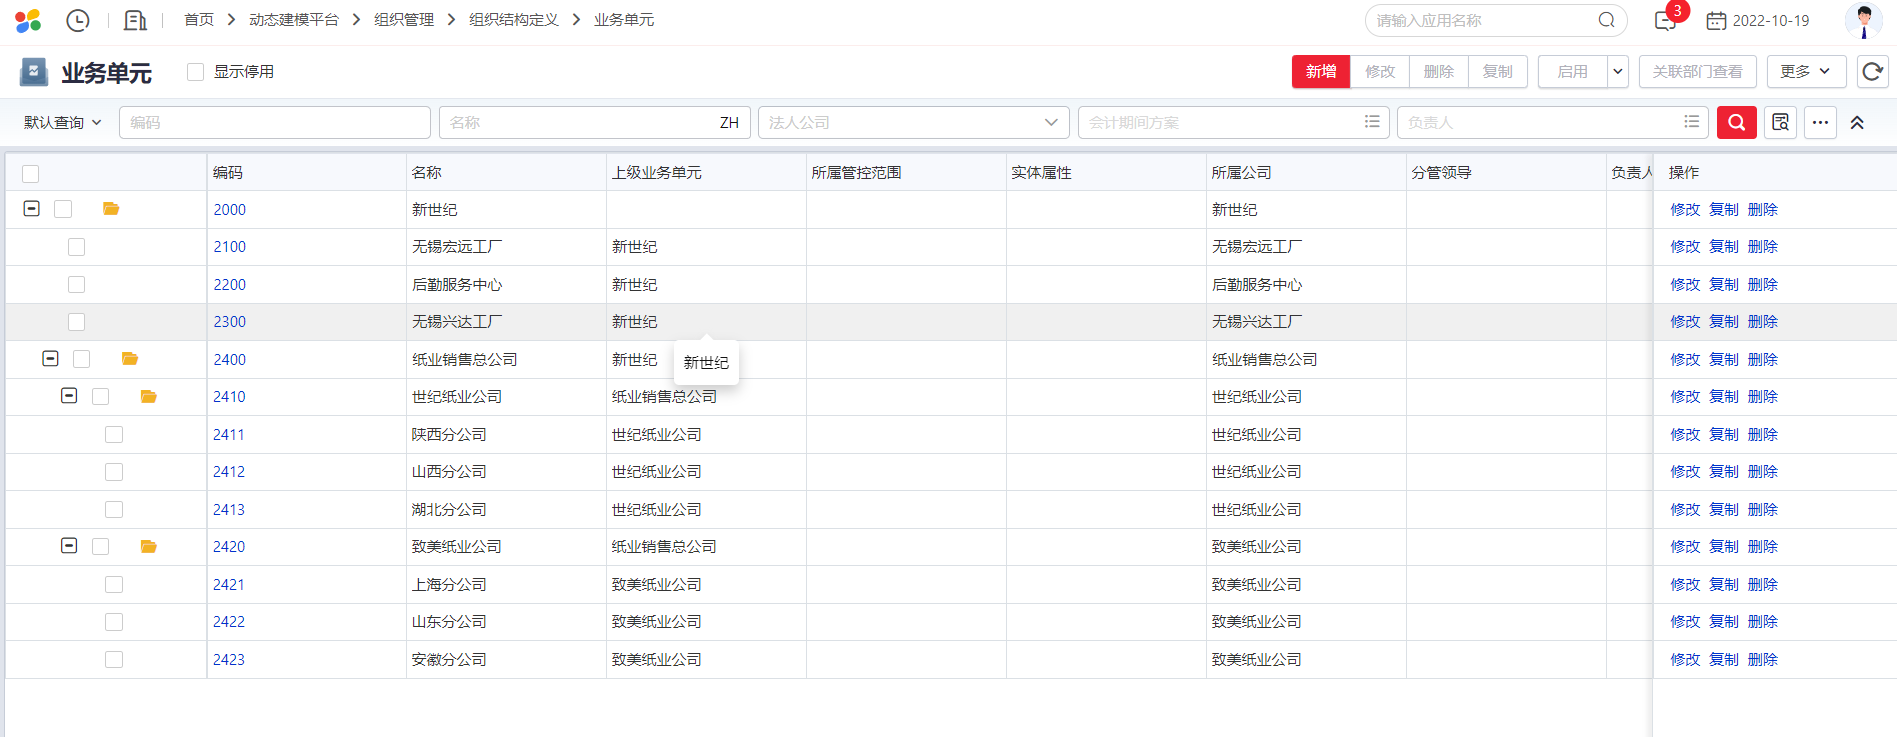 首页 动态建模平台 组织管理 组织结构定义 业务单元 请输入应用名称 3 2022-10-19
业务单元 显示停用 新增 修改 删除 复制 启用 关联部门查看 更多
默认查询 编码 名称 ZH 法人公司 会计期间方案 负责人
编码 名称 上级业务单元 所属管控范围 实体属性 所属公司 分管领导 负责人 操作
2000 新世纪 新世纪 修改 复制 删除
2100 无锡宏远工厂 新世纪 无锡宏远工厂 修改 复制 删除
2200 后勤服务中心 新世纪 后勤服务中心 修改 复制 删除
2300 无锡兴达工厂 新世纪 无锡兴达工厂 修改 复制 删除
2400 纸业销售总公司 新世纪 纸业销售总公司 修改 复制 删除
新世纪
2410 世纪纸业公司 纸业销售总公司 世纪纸业公司 修改 复制 删除
2411 陕西分公司 世纪纸业公司 世纪纸业公司 修改 复制 删除
2412 山西分公司 世纪纸业公司 世纪纸业公司 修改 复制 删除
2413 湖北分公司 世纪纸业公司 世纪纸业公司 修改 复制 删除
2420 致美纸业公司 纸业销售总公司 致美纸业公司 修改 复制 删除
2421 上海分公司 致美纸业公司 致美纸业公司 修改 复制 删除
2422 山东分公司 致美纸业公司 致美纸业公司 修改 复制 删除
2423 安徽分公司 致美纸业公司 致美纸业公司 修改 复制 删除